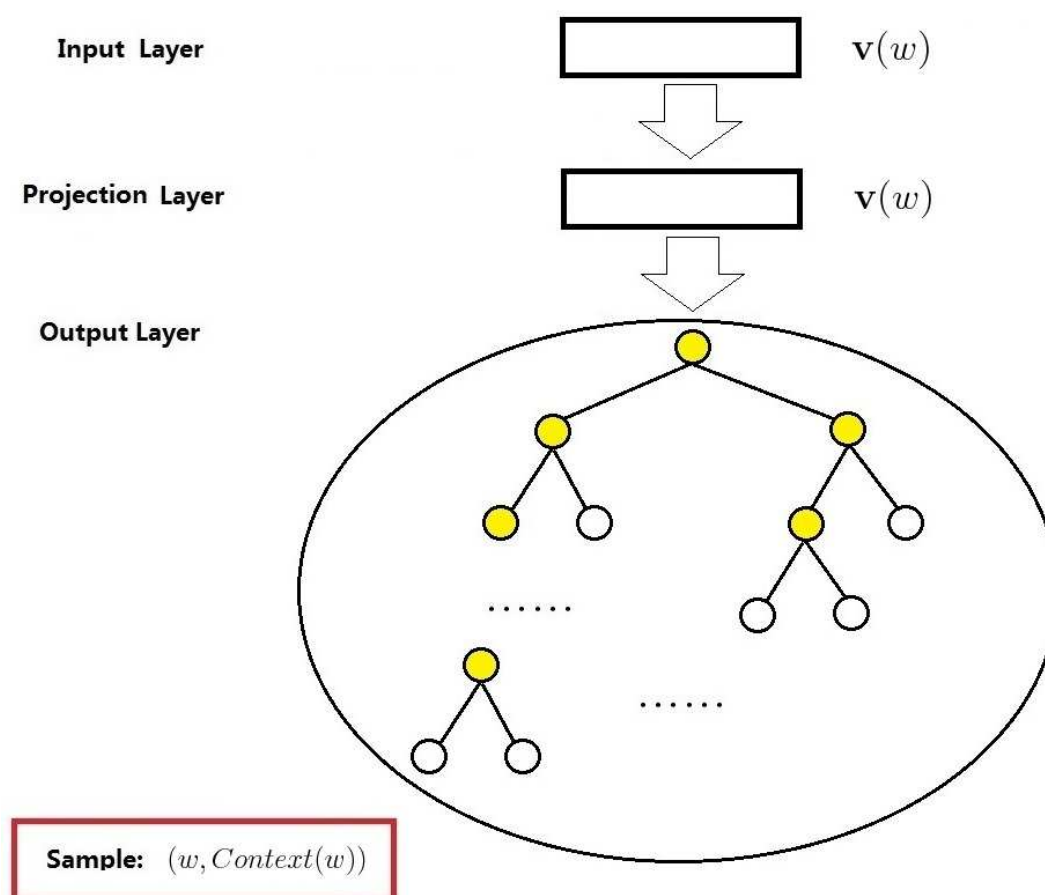 Input Layer
v(w)
Projection Layer
v(w)
Output Layer
......
......
Sample: (w, Context(w))